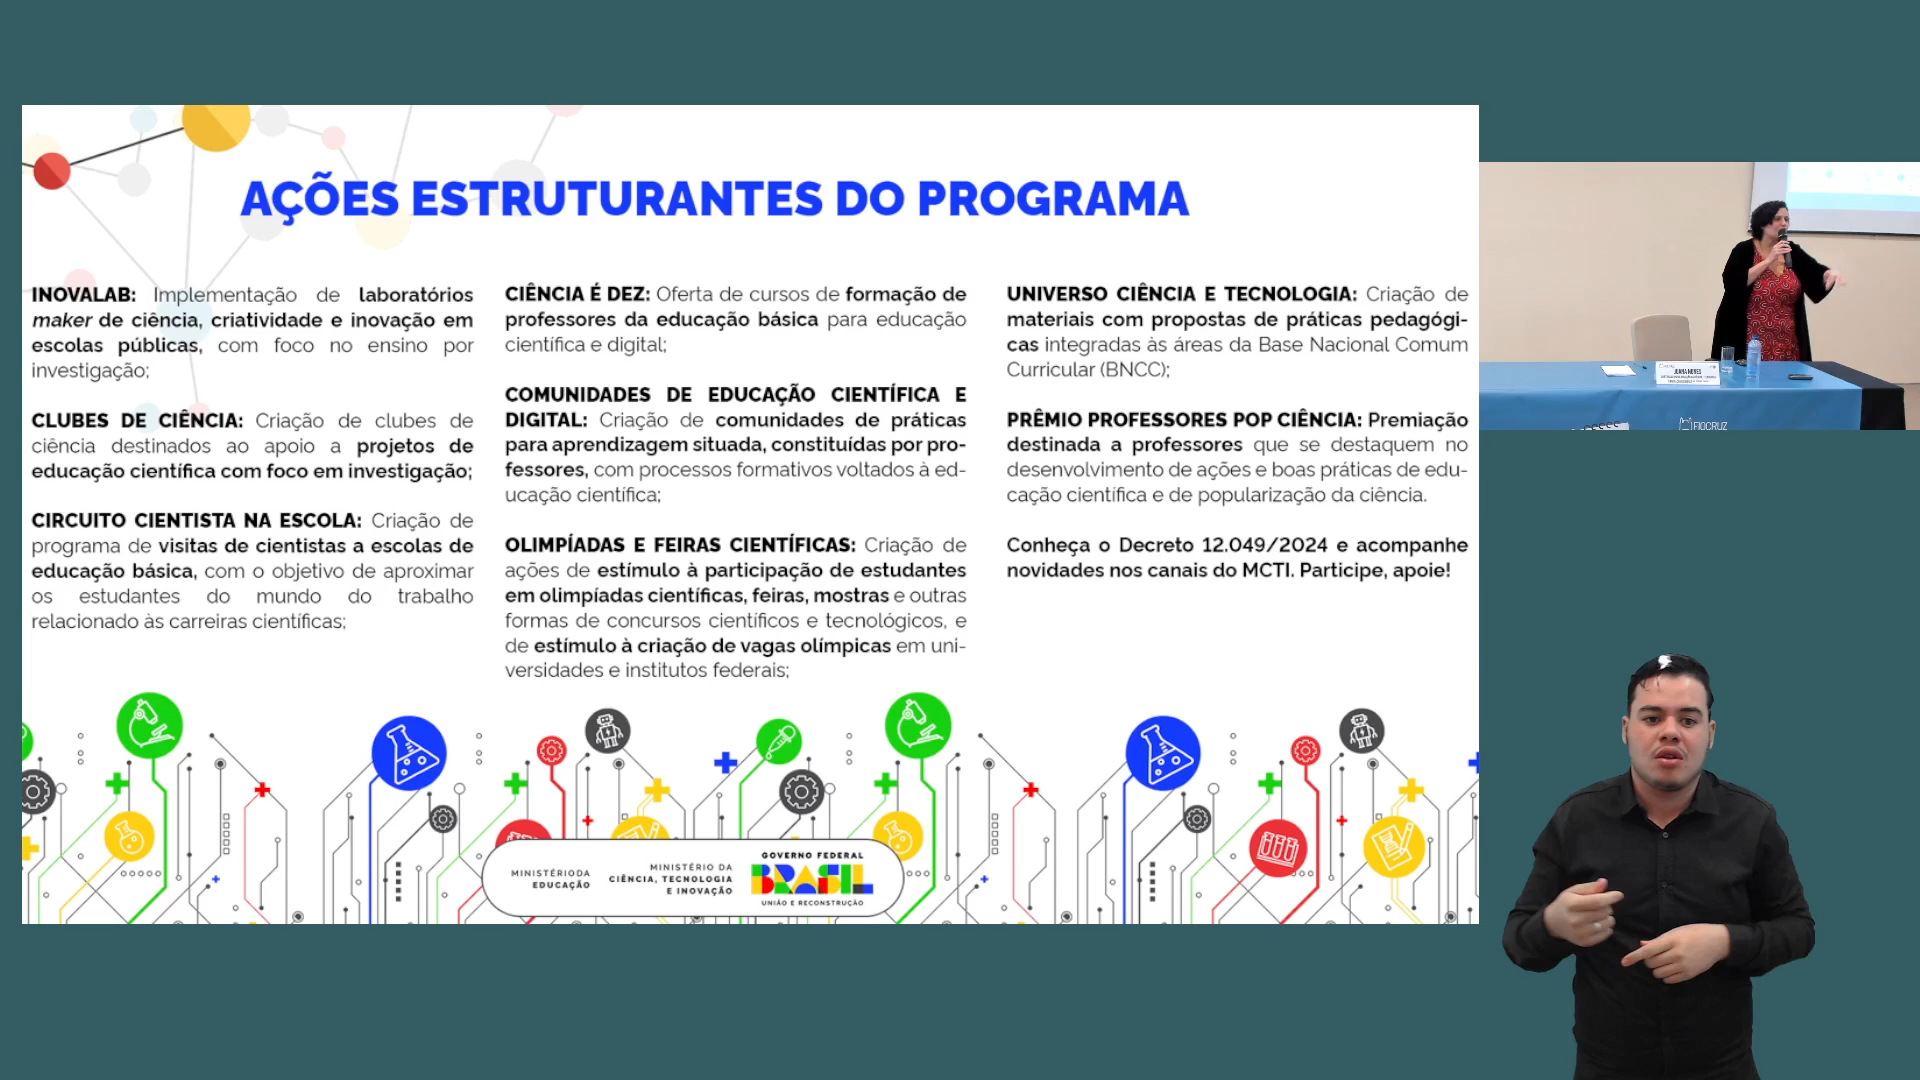 AÇÕES ESTRUTURANTES DO PROGRAMA
INOVALAB: Implementação de laboratórios
maker de ciência, criatividade e inovação em
escolas públicas, com foco no ensino por
investigação;
CLUBES DE CIÊNCIA: Criação de clubes de
ciência destinados ao apoio a projetos de
educação científica com foco em investigação;
CIRCUITO CIENTISTA NA ESCOLA: Criação de
programa de visitas de cientistas a escolas de
educação básica, com o objetivo de aproximar
os estudantes do mundo do trabalho
relacionado às carreiras científicas;
CIÊNCIA É DEZ: Oferta de cursos de formação de
professores da educação básica para educação
científica e digital;
COMUNIDADES DE EDUCAÇÃO CIENTÍFICA E
DIGITAL: Criação de comunidades de práticas
para aprendizagem situada, constituídas por pro-
fessores, com processos formativos voltados à ed-
ucação científica;
OLIMPÍADAS E FEIRAS CIENTÍFICAS: Criação de
ações de estímulo à participação de estudantes
em olimpíadas científicas, feiras, mostras e outras
formas de concursos científicos e tecnológicos, e
de estímulo à criação de vagas olímpicas em uni-
versidades e institutos federais;
UNIVERSO CIÊNCIA E TECNOLOGIA: Criação de
materiais com propostas de práticas pedagógi-
cas integradas às áreas da Base Nacional Comum
Curricular (BNCC);
PRÊMIO PROFESSORES POP CIÊNCIA: Premiação
destinada a professores que se destaquem no
desenvolvimento de ações e boas práticas de edu-
cação científica e de popularização da ciência.
Conheça o Decreto 12.049/2024 e acompanhe
novidades nos canais do MCTI. Participe, apoie!
MINISTÉRIODA
EDUCAÇÃO
MINISTÉRIO DA
CIÊNCIA, TECNOLOGIA
E INOVAÇÃO
GOVERNO FEDERAL
BRASIL
UNIÃO E RECONSTRUÇÃO
JUANA NUNES
FIOCRUZ